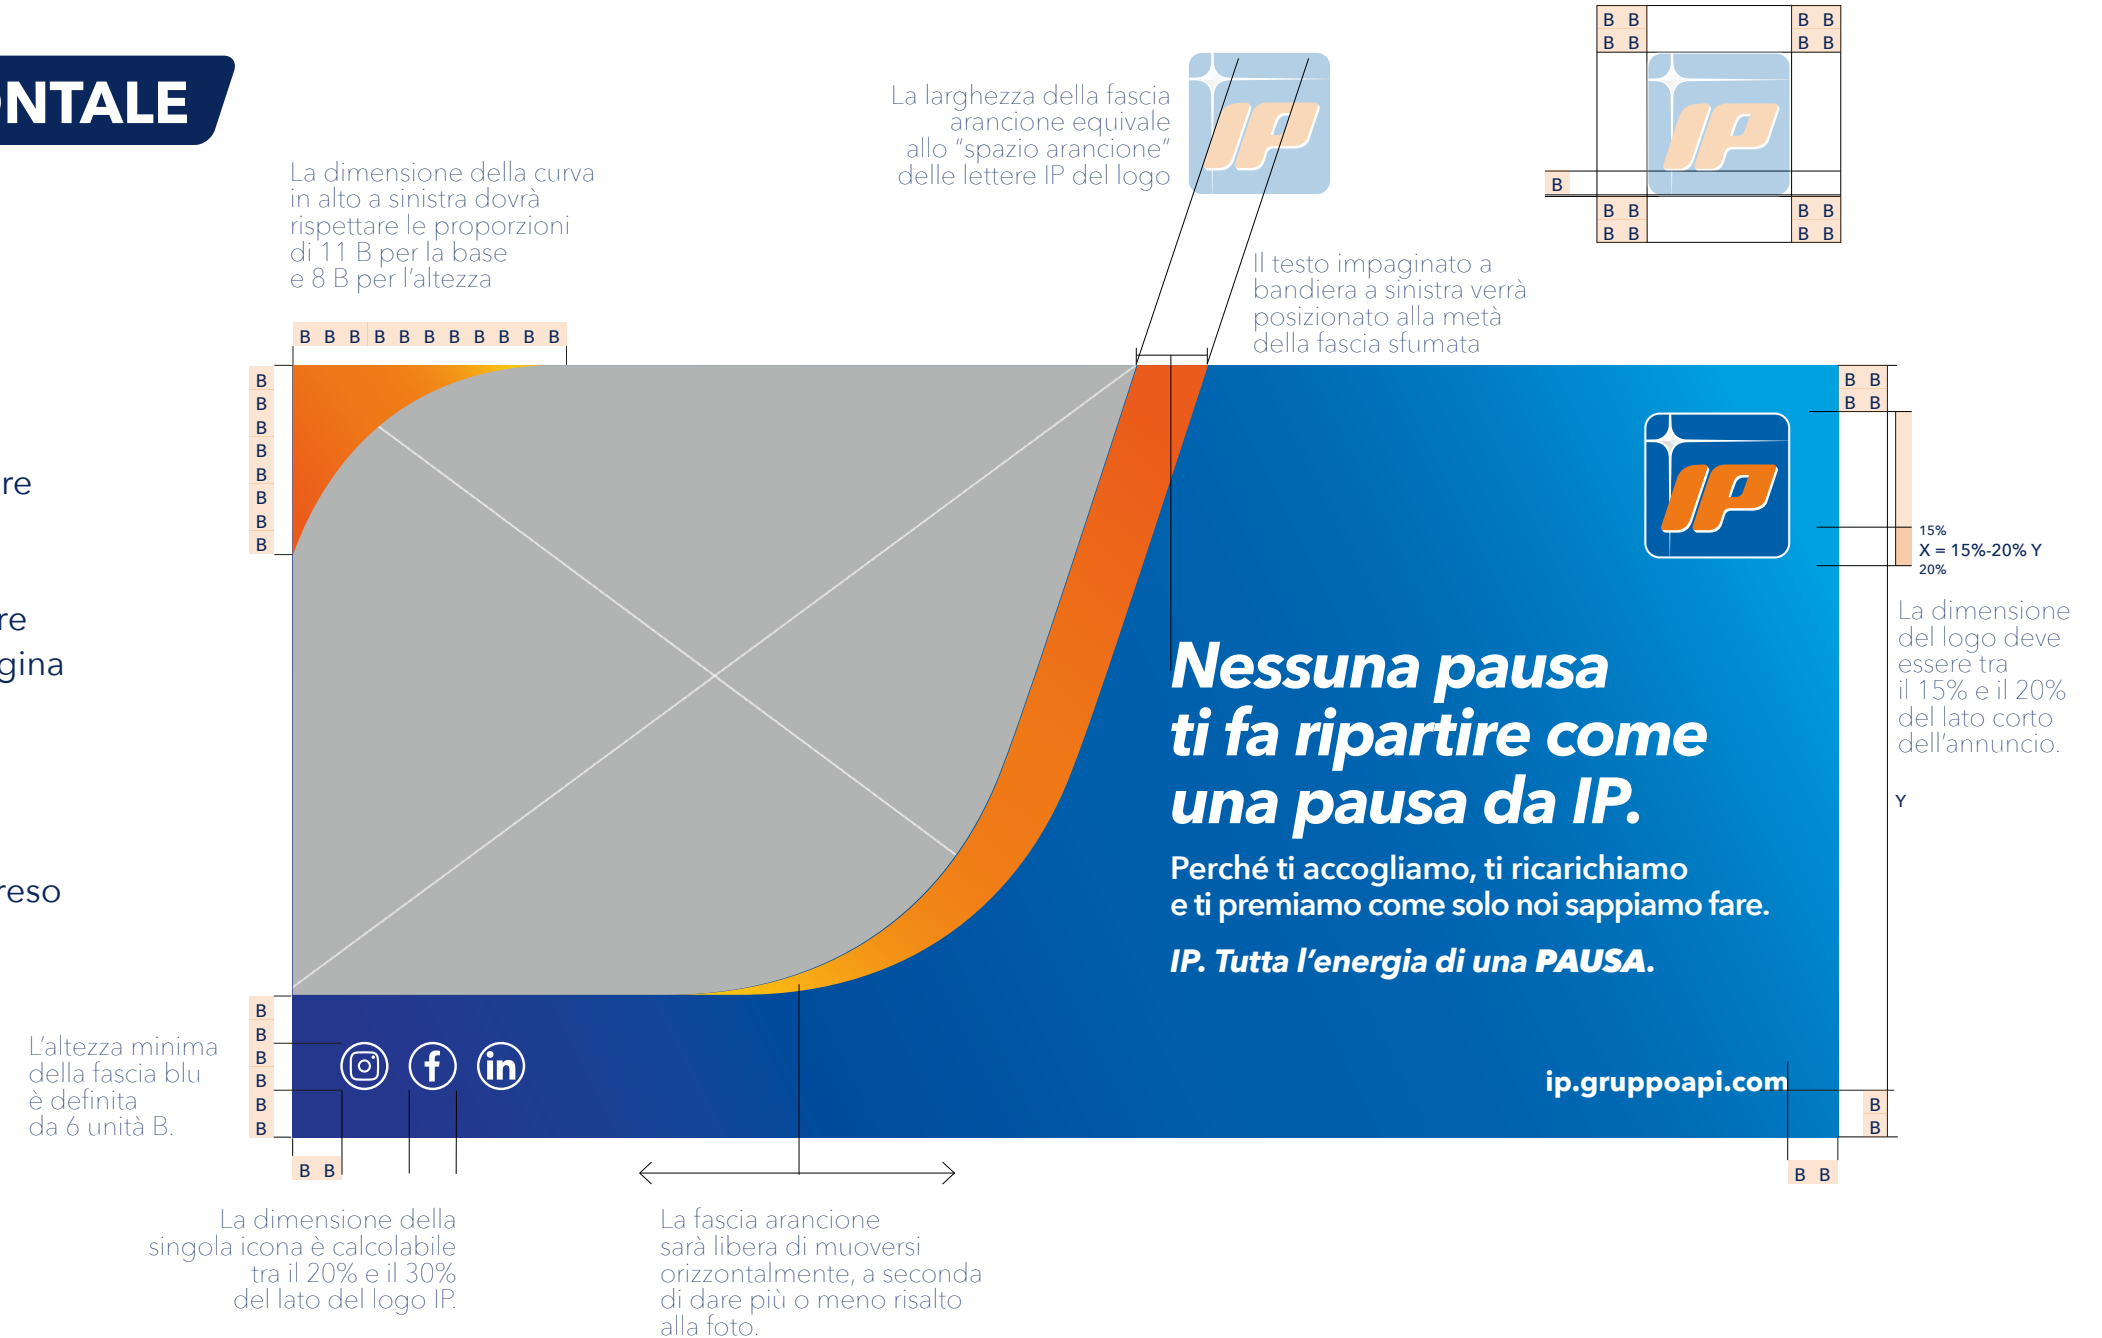 ONTALE
La dimensione della curva
in alto a sinistra dovrà
rispettare le proporzioni
di 11 B per la base
e 8 B per l'altezza
La larghezza della fascia
arancione equivale
allo “spazio arancione”
delle lettere IP del logo
IP
B B
B B
B B
B B
IP
B
B B
B B
B B
B B
Il testo impaginato a
bandiera a sinistra verrà
posizionato alla metà
della fascia sfumata
B B B B B B B B B B B
B
B
B
B
B
B
B
B
B B
B B
IP
15%
X = 15%-20% Y
20%
La dimensione
del logo deve
essere tra
il 15% e il 20%
del lato corto
dell'annuncio.
Y
re
re
gina
reso
Nessuna pausa
ti fa ripartire come
una pausa da IP.
Perché ti accogliamo, ti ricarichiamo
e ti premiamo come solo noi sappiamo fare.
IP. Tutta l'energia di una PAUSA.
B
B
B
B
B
B
L'altezza minima
della fascia blu
è definita
da 6 unità B.
f
in
ip.gruppoapi.com
B
B
B B
B B
La dimensione della
singola icona è calcolabile
tra il 20% e il 30%
del lato del logo IP.
La fascia arancione
sarà libera di muoversi
orizzontalmente, a seconda
di dare più o meno risalto
alla foto.